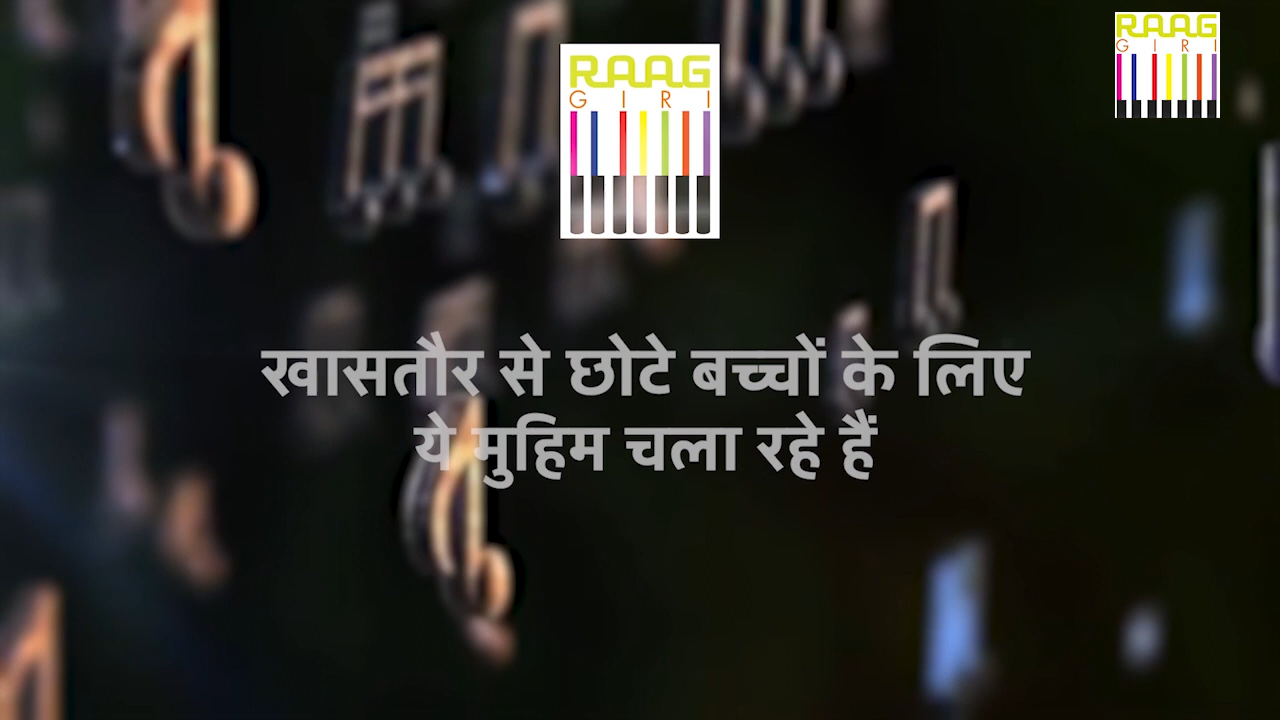 RAAG
GIRI
RAAG
GIRI
खासतौर से छोटे बच्चों के लिए
ये मुहिम चला रहे हैं